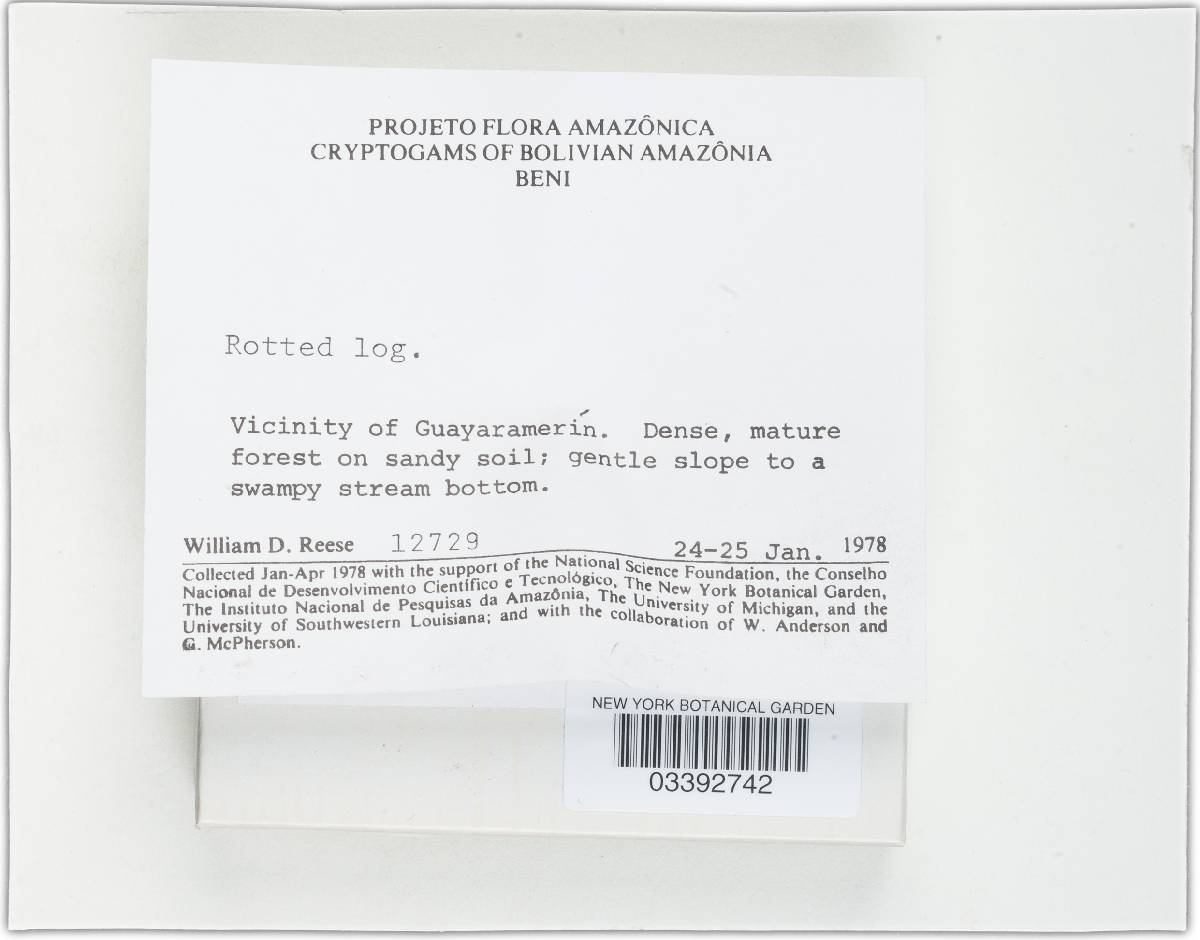 PROJETO FLORA AMAZÔNICA
CRYPTOGAMS OF BOLIVIAN AMAZÔNIA
BENI
Rotted log.
Vicinity of Guayaramerín. Dense, mature
forest on sandy soil; gentle slope to a
swampy stream bottom.
William D. Reese 12729 24-25 Jan. 1978
Collected Jan-Apr 1978 with the support of the National Science Foundation, the Conselho
Nacional de Desenvolvimento Científico e Tecnológico, The New York Botanical Garden,
The Instituto Nacional de Pesquisas da Amazônia, The University of Michigan, and the
University of Southwestern Louisiana; and with the collaboration of W. Anderson and
G. McPherson.
NEW YORK BOTANICAL GARDEN
03392742